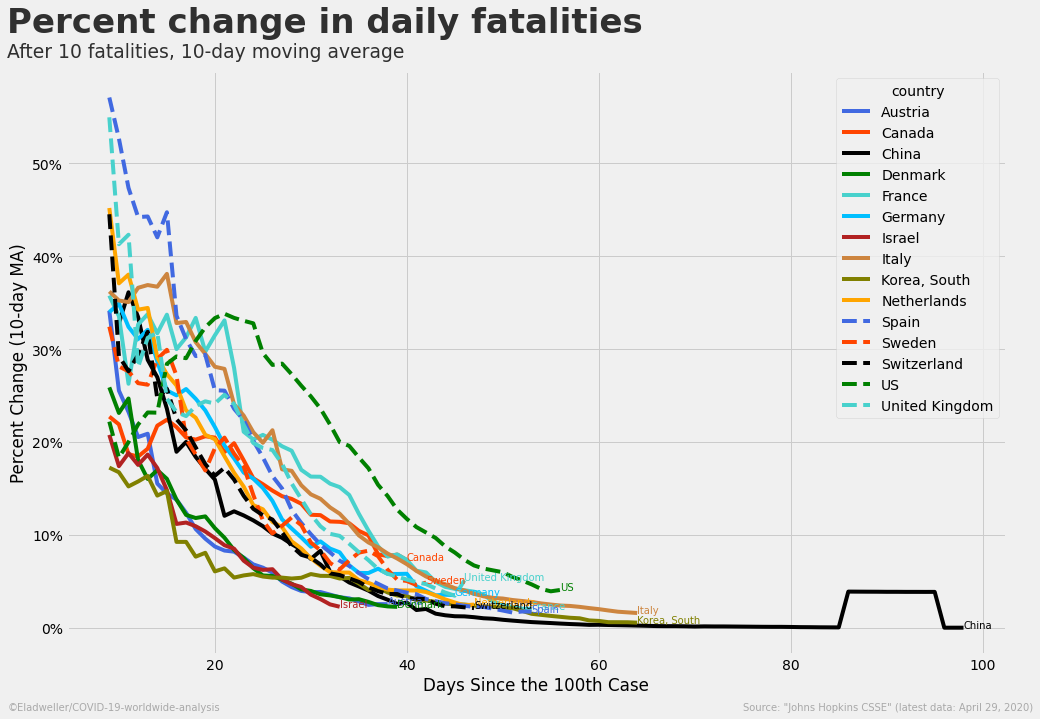 Percent change in daily fatalities
After 10 fatalities, 10-day moving average
Percent Change (10-day MA)
50%
40%
30%
20%
10%
0%
country
Austria
Canada
China
Denmark
France
Germany
Israel
Italy
Korea, South
Netherlands
Spain
Sweden
Switzerland
US
United Kingdom
Canada
Sweden
United Kingdom
US
Germany
Israel
Denmark
Switzerland
Spain
Italy
Korea, South
China
20
40
60
80
100
Days Since the 100th Case
©Eladweller/COVID-19-worldwide-analysis
Source: "Johns Hopkins CSSE" (latest data: April 29, 2020)